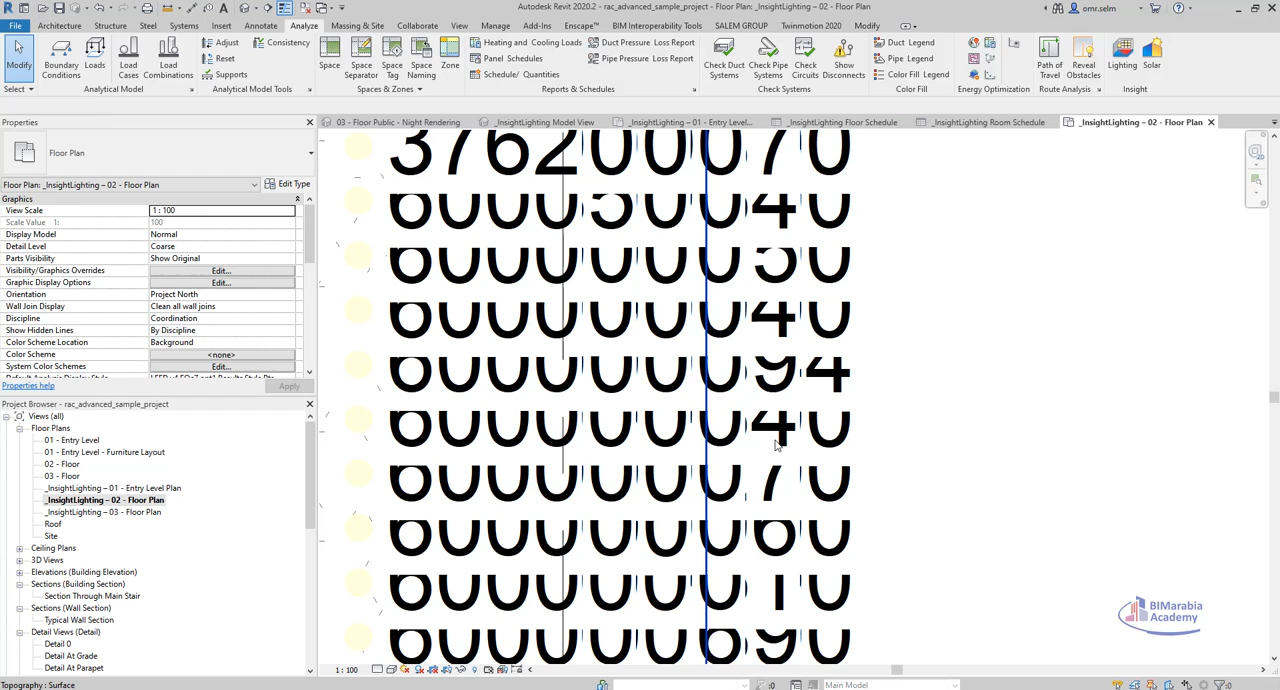 Autodesk Revit 2020.2 - rac_advanced_sample_project - Floor Plan: _InsightLighting – 02 - Floor Plan
omr.selm
File Architecture Structure Steel Systems Insert Annotate Analyze Massing & Site Collaborate View Manage Add-Ins Enscape™ BIM Interoperability Tools SALEM GROUP Twinmotion 2020 Modify
Modify
Boundary Conditions
Loads
Load Cases
Load Combinations
Adjust
Reset
Supports
Consistency
Space
Space Separator
Space Tag
Space Naming
Zone
Heating and Cooling Loads
Panel Schedules
Schedule/ Quantities
Duct Pressure Loss Report
Pipe Pressure Loss Report
Check Duct Systems
Check Pipe Systems
Check Circuits
Show Disconnects
Duct Legend
Pipe Legend
Color Fill Legend
Path of Travel
Reveal Obstacles
Lighting
Solar
Select Analytical Model Analytical Model Tools Spaces & Zones Reports & Schedules Check Systems Color Fill Energy Optimization Route Analysis Insight
Properties
Floor Plan
Floor Plan: _InsightLighting – 02 - Floor Plan Edit Type
Graphics
View Scale 1 : 100
Scale Value 1: 100
Display Model Normal
Detail Level Coarse
Parts Visibility Show Original
Visibility/Graphics Overrides Edit...
Graphic Display Options Edit...
Orientation Project North
Wall Join Display Clean all wall joins
Discipline Coordination
Show Hidden Lines By Discipline
Color Scheme Location Background
Color Scheme <none>
System Color Schemes Edit...
Properties help Apply
Project Browser - rac_advanced_sample_project
Views (all)
Floor Plans
01 - Entry Level
01 - Entry Level - Furniture Layout
02 - Floor
03 - Floor
_InsightLighting – 01 - Entry Level Plan
_InsightLighting – 02 - Floor Plan
_InsightLighting – 03 - Floor Plan
Roof
Site
Ceiling Plans
3D Views
Elevations (Building Elevation)
Sections (Building Section)
Section Through Main Stair
Sections (Wall Section)
Typical Wall Section
Detail Views (Detail)
Detail 0
Detail At Grade
Detail At Parapet
03 - Floor Public - Night Rendering
_InsightLighting Model View
_InsightLighting – 01 - Entry Level...
_InsightLighting Floor Schedule
_InsightLighting Room Schedule
_InsightLighting – 02 - Floor Plan
376200070
600050040
600000050
600000040
600000094
600000040
600000070
600000060
600000010
600000690
BIMarabia
Academy
1 : 100
Topography : Surface
:0
Main Model
:0